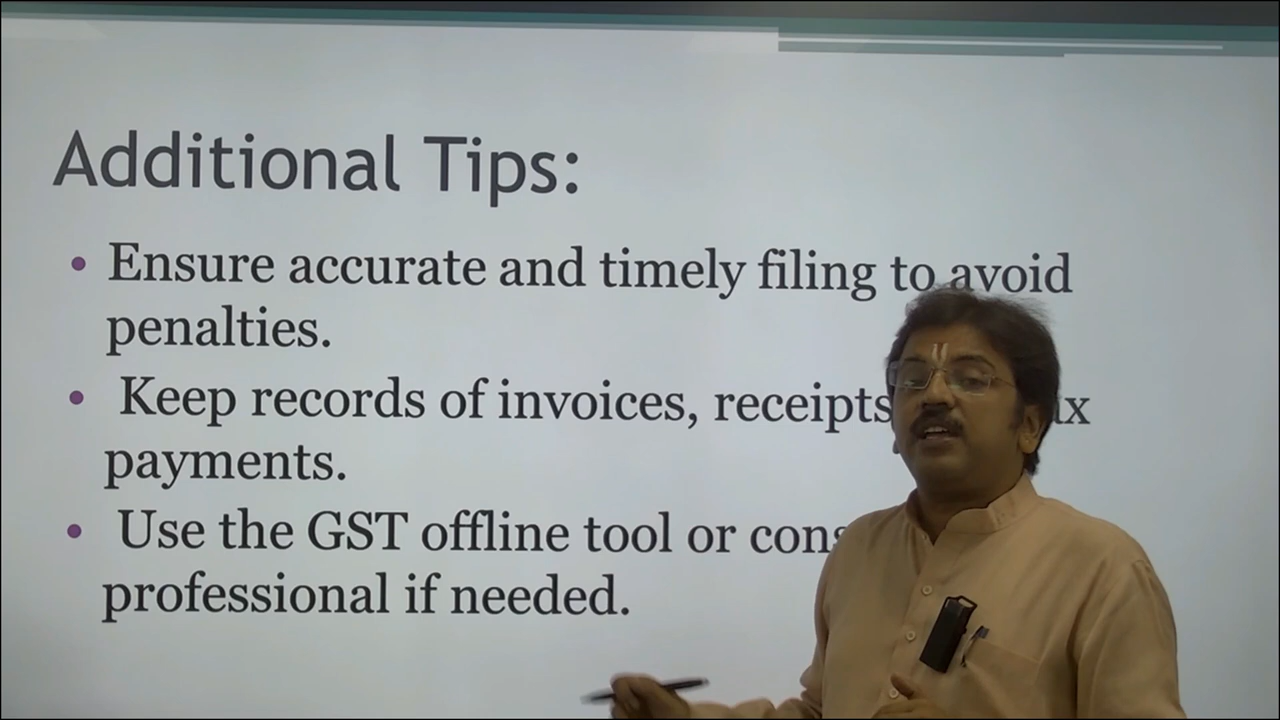 Additional Tips:
• Ensure accurate and timely filing to avoid
penalties.
• Keep records of invoices, receipts
payments.
• Use the GST offline tool or
professional if needed.